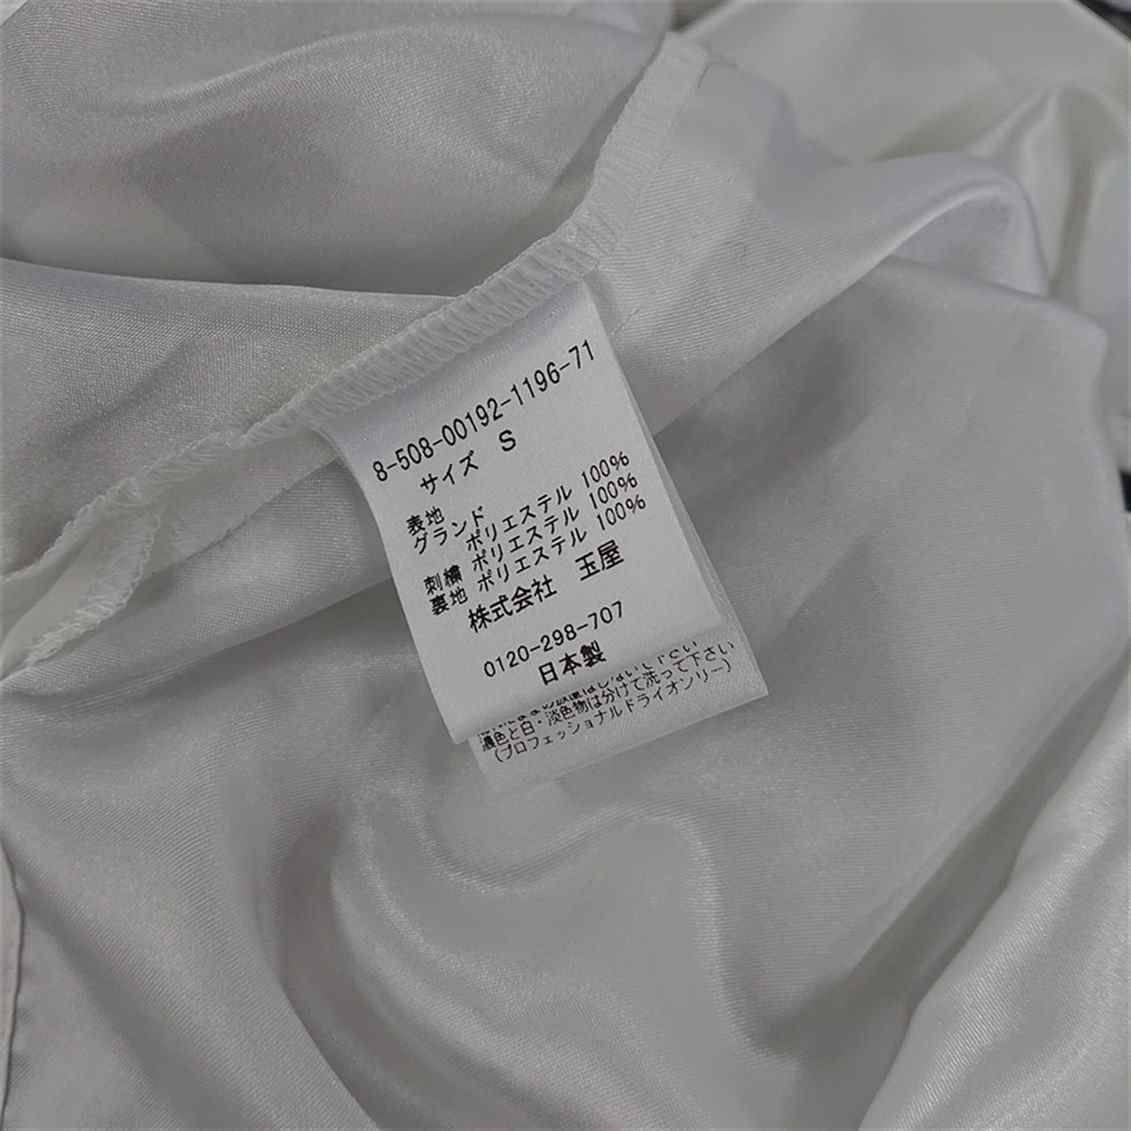 8-508-00192-1196-71
サイズ S
表地
グランド
ポリエステル 100%
刺繍 ポリエステル 100%
裏地 ポリエステル 100%
株式会社 玉屋
0120-298-707
日本製
濃色と白・淡色物は分けて洗って下さい
(プロフェッショナルドライオンリー)